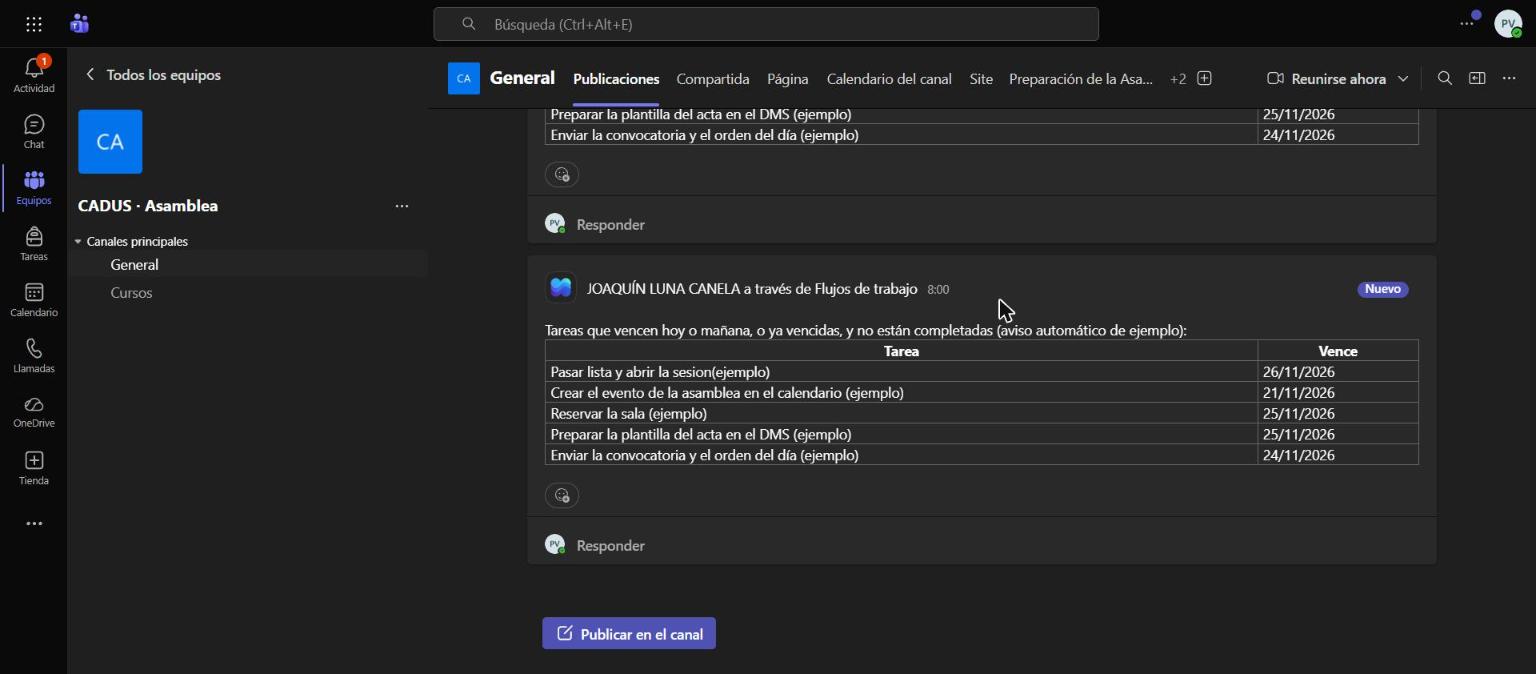 Búsqueda (Ctrl+Alt+E)
PV
1
Actividad
Chat
Equipos
Tareas
Calendario
Llamadas
OneDrive
Tienda
Todos los equipos
CA
CADUS · Asamblea
Canales principales
General
Cursos
CA General Publicaciones Compartida Página Calendario del canal Site Preparación de la Asa... +2 Reunirse ahora
Preparar la plantilla del acta en el DMS (ejemplo) 25/11/2026
Enviar la convocatoria y el orden del día (ejemplo) 24/11/2026
PV Responder
JOAQUÍN LUNA CANELA a través de Flujos de trabajo 8:00 Nuevo
Tareas que vencen hoy o mañana, o ya vencidas, y no están completadas (aviso automático de ejemplo):
Tarea Vence
Pasar lista y abrir la sesion(ejemplo) 26/11/2026
Crear el evento de la asamblea en el calendario (ejemplo) 21/11/2026
Reservar la sala (ejemplo) 25/11/2026
Preparar la plantilla del acta en el DMS (ejemplo) 25/11/2026
Enviar la convocatoria y el orden del día (ejemplo) 24/11/2026
PV Responder
Publicar en el canal